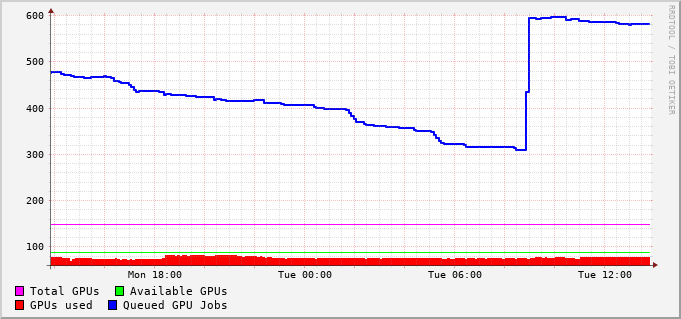 600
500
400
300
200
100
Mon 18:00 Tue 00:00 Tue 06:00 Tue 12:00
Total GPUs Available GPUs
GPUs used Queued GPU Jobs
RRDTOOL / TOBI OETIKER